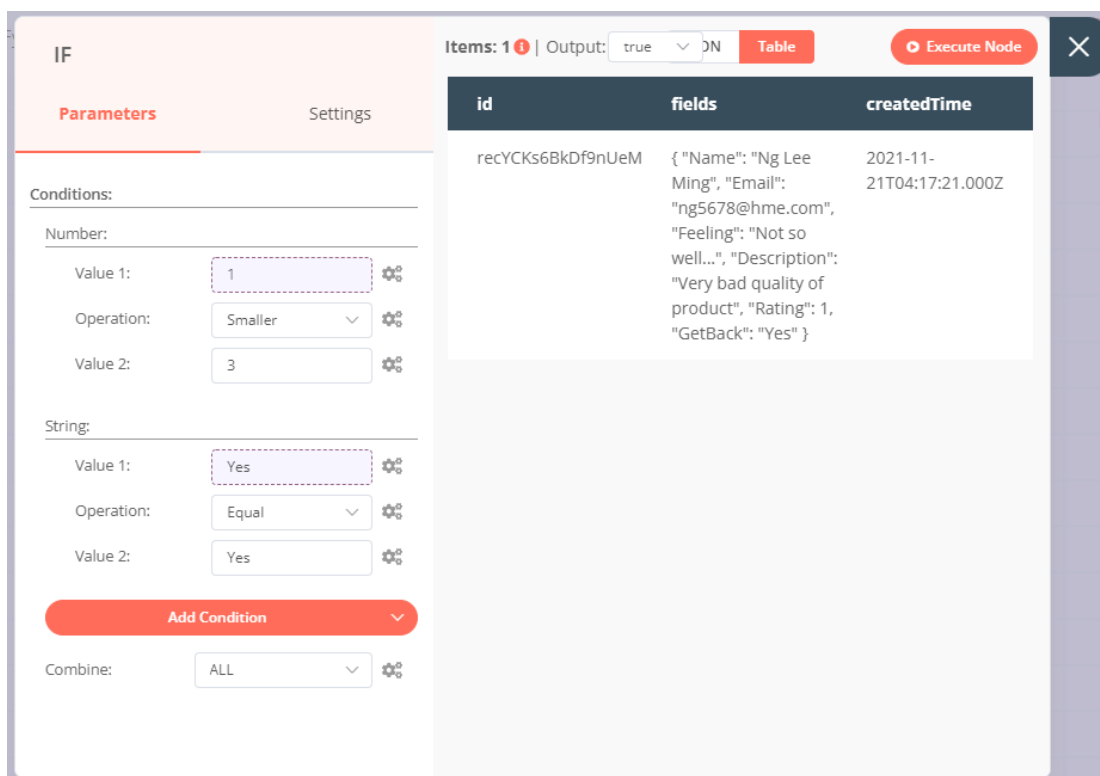 IF
Parameters
Settings
Conditions:
Number:
Value 1:
1
Operation:
Smaller
Value 2:
3
String:
Value 1:
Yes
Operation:
Equal
Value 2:
Yes
Add Condition
Combine:
ALL
Items: 1 | Output:
true
Table
Execute Node
id
fields
createdTime
recYCKs6BkDf9nUeM
{ "Name": "Ng Lee
Ming", "Email":
"ng5678@hme.com",
"Feeling": "Not so
well...", "Description":
"Very bad quality of
product", "Rating": 1,
"GetBack": "Yes" }
2021-11-
21T04:17:21.000Z